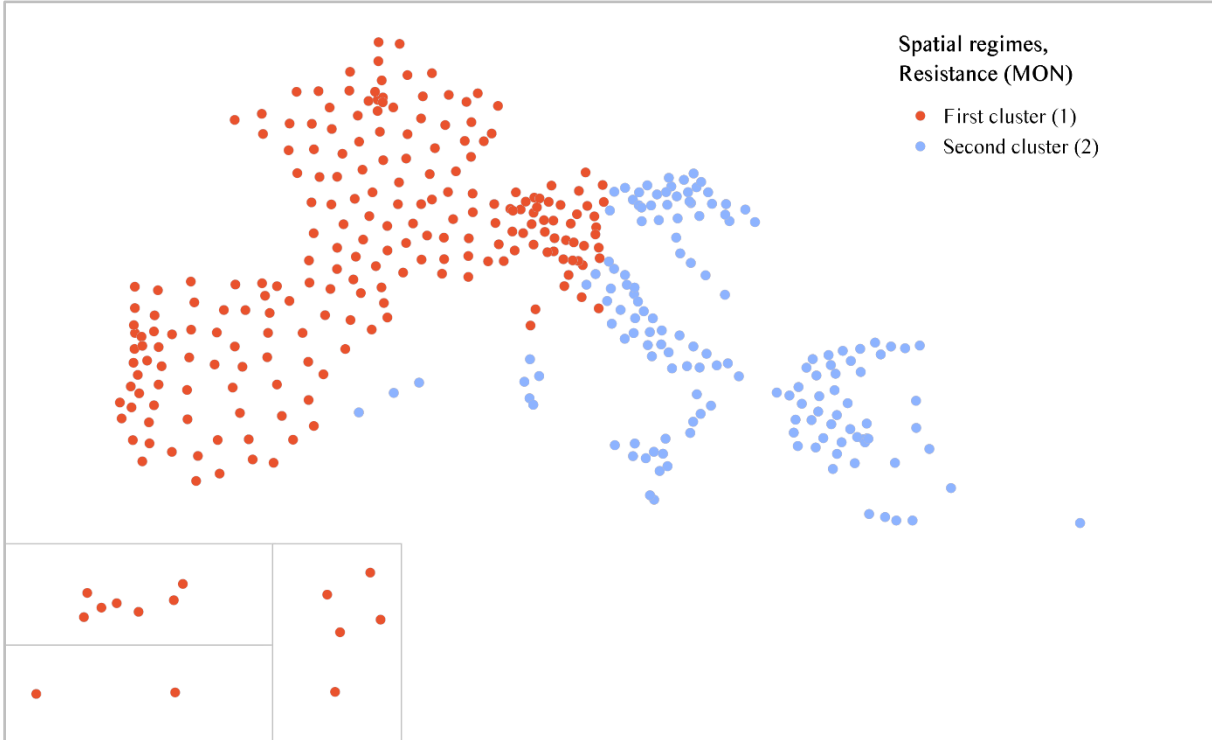 Spatial regimes,
Resistance (MON)
First cluster (1)
Second cluster (2)